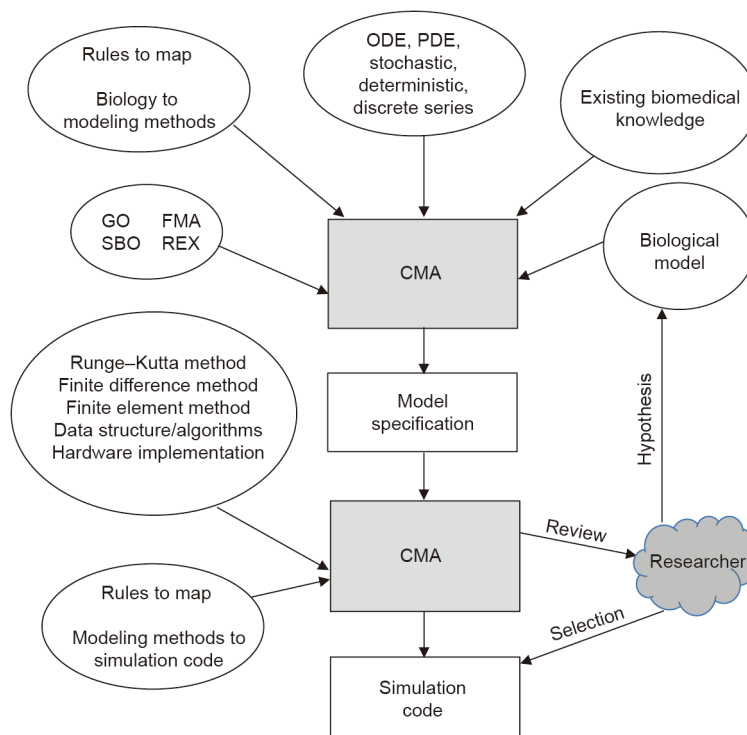 Rules to map
Biology to
modeling methods
ODE, PDE,
stochastic,
deterministic,
discrete series
Existing biomedical
knowledge
GO FMA
SBO REX
CMA
Biological
model
Runge–Kutta method
Finite difference method
Finite element method
Data structure/algorithms
Hardware implementation
Model
specification
Hypothesis
CMA
Review
Researcher
Rules to map
Modeling methods to
simulation code
Selection
Simulation
code